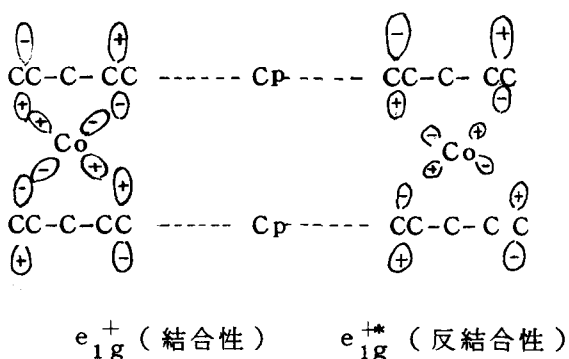 - + - +
CC-C-CC ------ Cp ------ CC-C-CC
+ + - - + -
Co - + Co
- - + + + -
- +
CC-C-CC ------ Cp ------ CC-C-C C
+ - + -
e₁g⁺ (結合性) e₁g⁺* (反結合性)